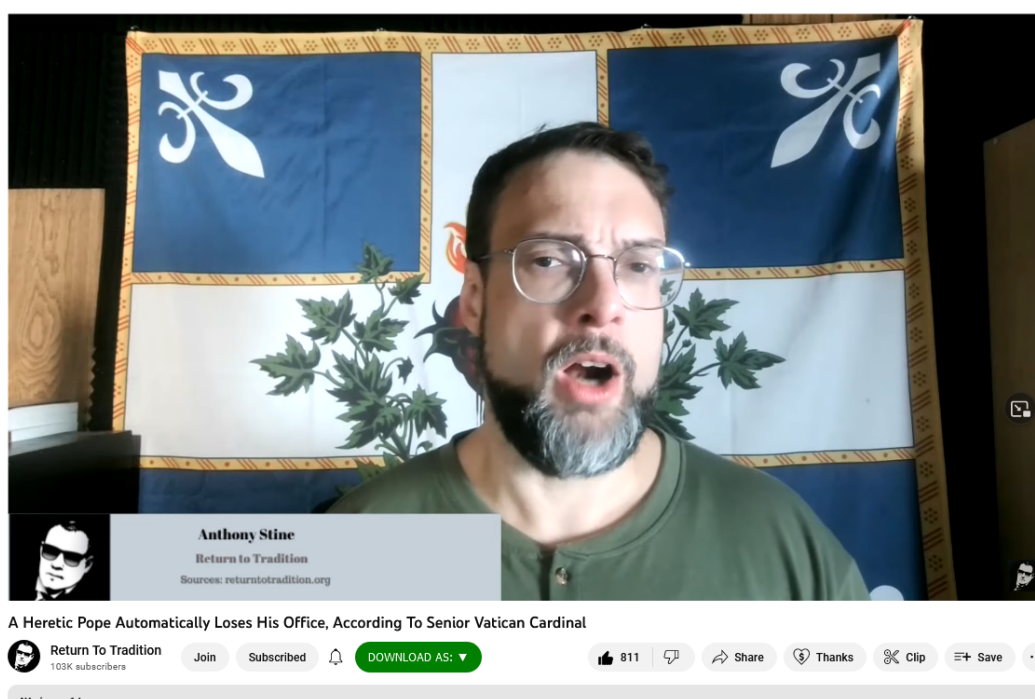 Anthony Stine
Return to Tradition
Sources: returntotradition.org
A Heretic Pope Automatically Loses His Office, According To Senior Vatican Cardinal
Return To Tradition
103K subscribers
Join
Subscribed
DOWNLOAD AS: ▼
811
Share
Thanks
Clip
Save